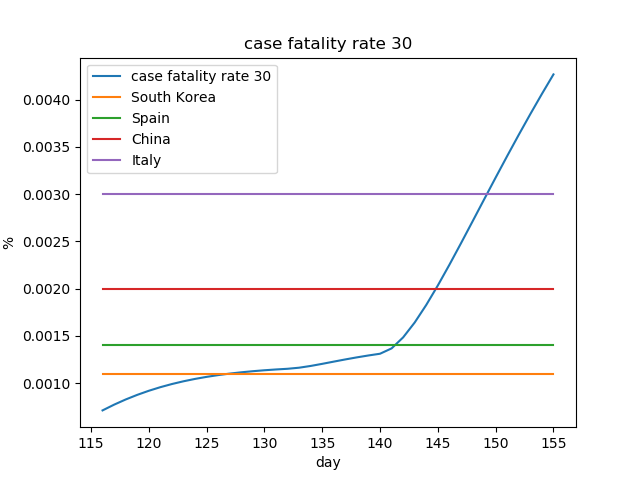 case fatality rate 30
case fatality rate 30
South Korea
Spain
China
Italy
0.0040
0.0035
0.0030
0.0025
0.0020
0.0015
0.0010
%
115 120 125 130 135 140 145 150 155
day